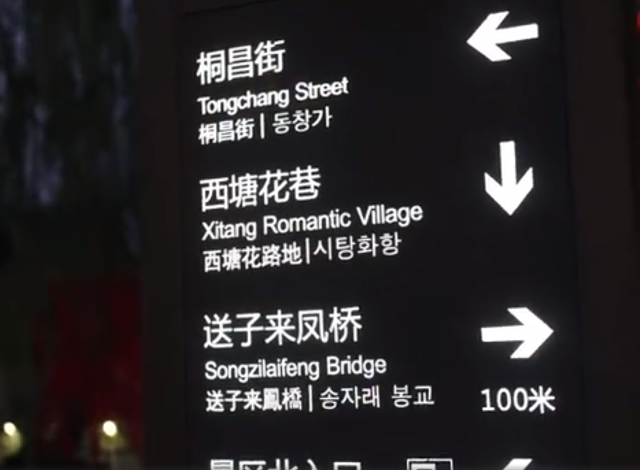 桐昌街
Tongchang Street
桐昌街 | 동창가
西塘花巷
Xitang Romantic Village
西塘花路地 | 시탕화항
送子来凤桥
Songzilaifeng Bridge
送子来鳳橋 | 송자래 봉교
100米